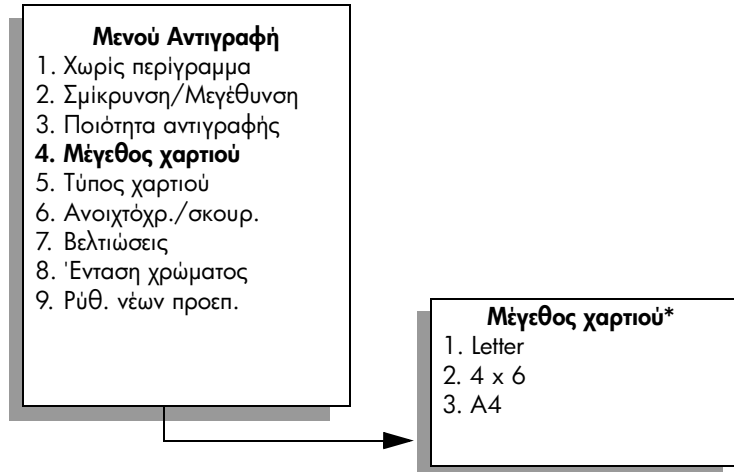 Μενού Αντιγραφή
1. Χωρίς περίγραμμα
2. Σμίκρυνση/Μεγέθυνση
3. Ποιότητα αντιγραφής
4. Μέγεθος χαρτιού
5. Τύπος χαρτιού
6. Ανοιχτόχρ./σκουρ.
7. Βελτιώσεις
8. Ένταση χρώματος
9. Ρύθ. νέων προεπ.
Μέγεθος χαρτιού*
1. Letter
2. 4 x 6
3. A4